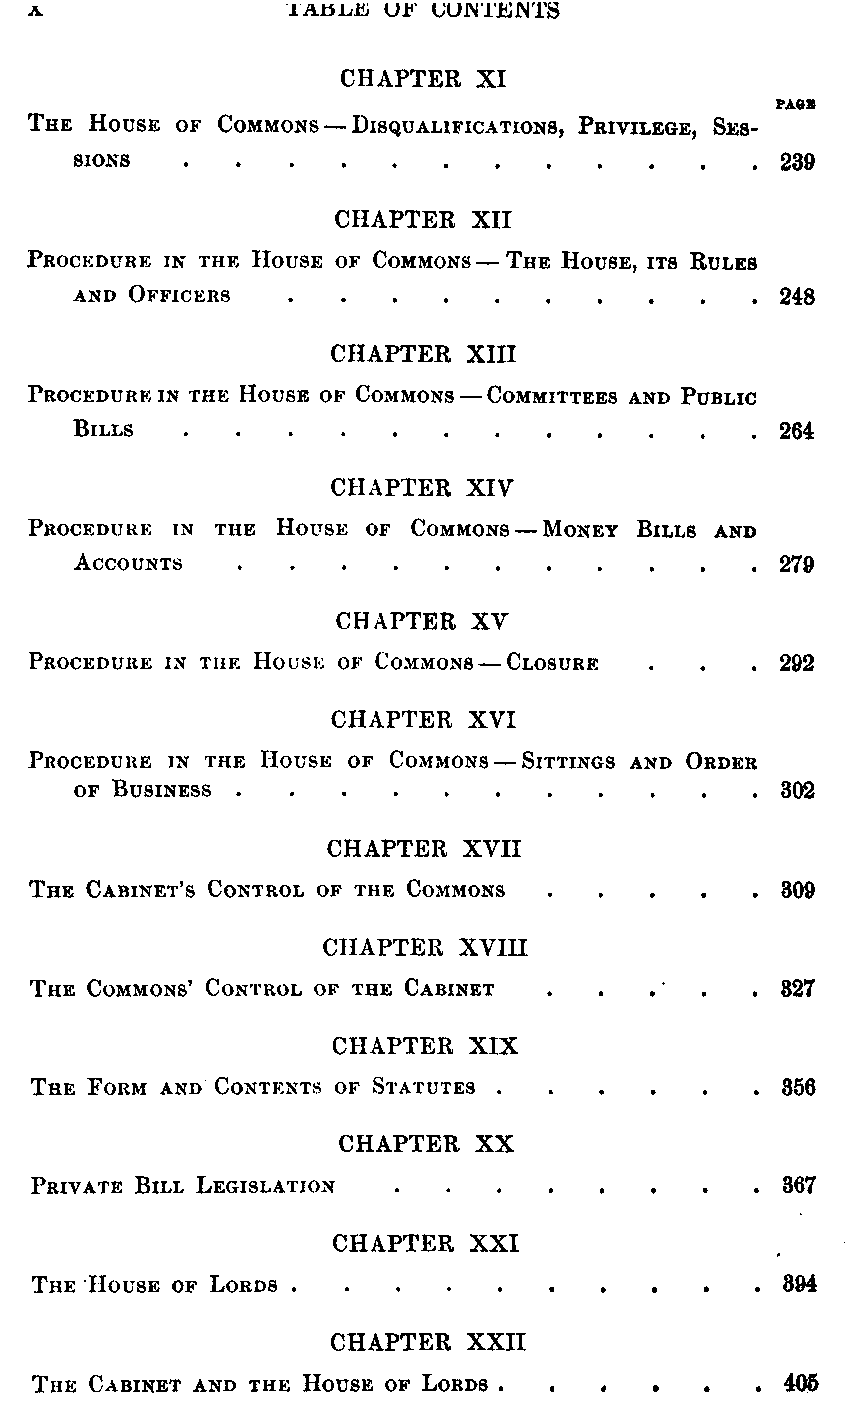 x TABLE OF CONTENTS
CHAPTER XI
PAGE
The House of Commons — Disqualifications, Privilege, Ses-
sions . . . . . . . . . . . . 239
CHAPTER XII
Procedure in the House of Commons — The House, its Rules
and Officers . . . . . . . . . . 248
CHAPTER XIII
Procedure in the House of Commons — Committees and Public
Bills . . . . . . . . . . . . 264
CHAPTER XIV
Procedure in the House of Commons — Money Bills and
Accounts . . . . . . . . . . . 279
CHAPTER XV
Procedure in the House of Commons — Closure . . . 292
CHAPTER XVI
Procedure in the House of Commons — Sittings and Order
of Business . . . . . . . . . . . 302
CHAPTER XVII
The Cabinet's Control of the Commons . . . . . 309
CHAPTER XVIII
The Commons' Control of the Cabinet . . . . . 327
CHAPTER XIX
The Form and Contents of Statutes . . . . . . 356
CHAPTER XX
Private Bill Legislation . . . . . . . . 367
CHAPTER XXI
The House of Lords . . . . . . . . . . 394
CHAPTER XXII
The Cabinet and the House of Lords . . . . . . 405